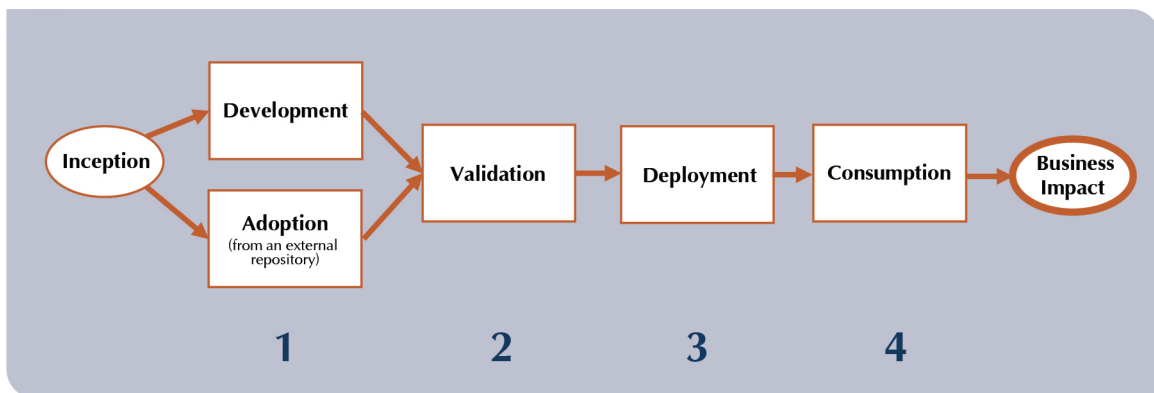 Inception
Development
Adoption
(from an external
repository)
Validation
Deployment
Consumption
Business
Impact
1
2
3
4